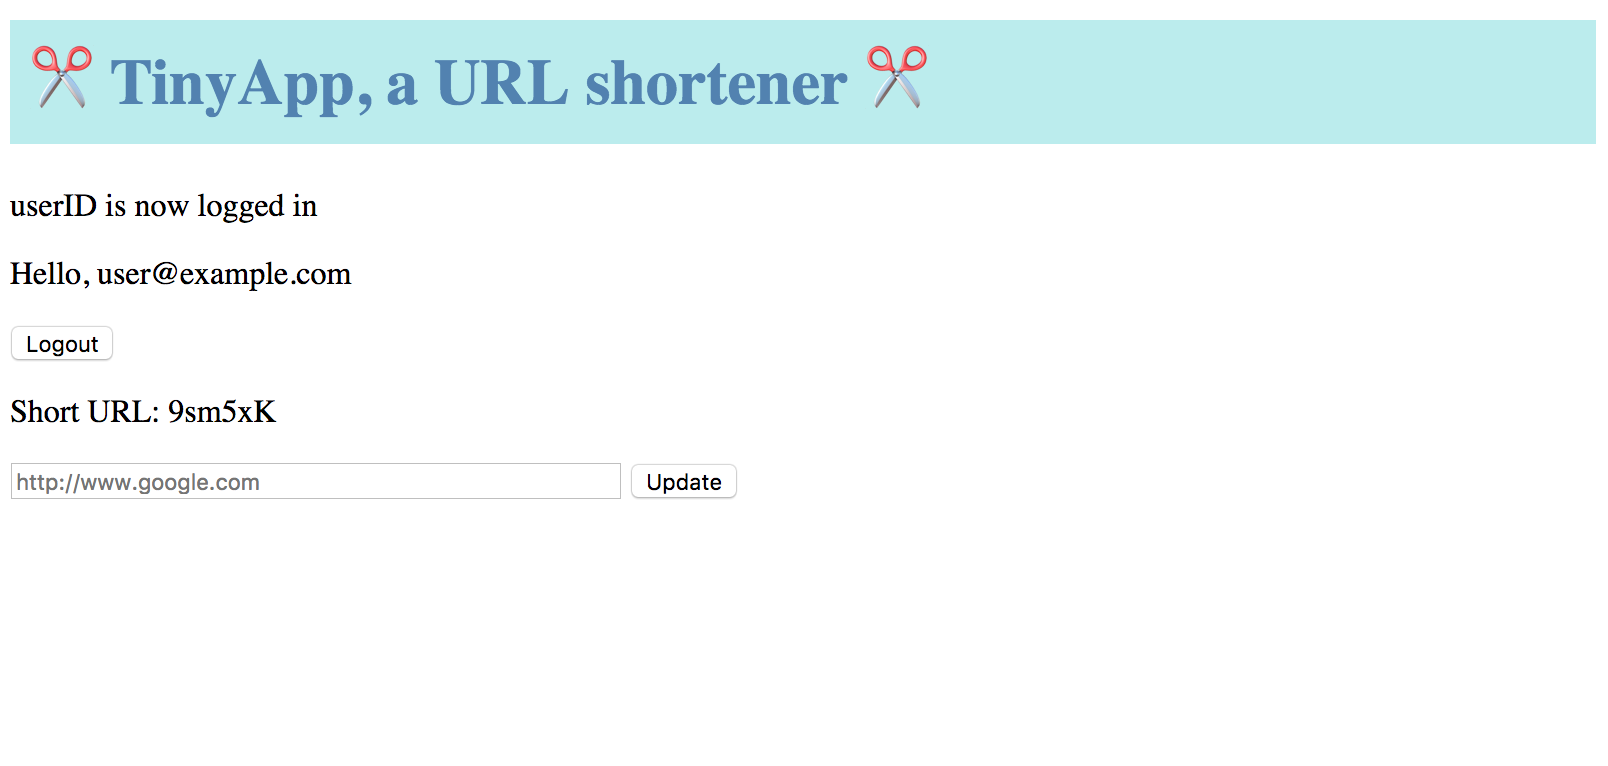 ✂️ TinyApp, a URL shortener ✂️
userID is now logged in
Hello, user@example.com
Logout
Short URL: 9sm5xK
http://www.google.com Update